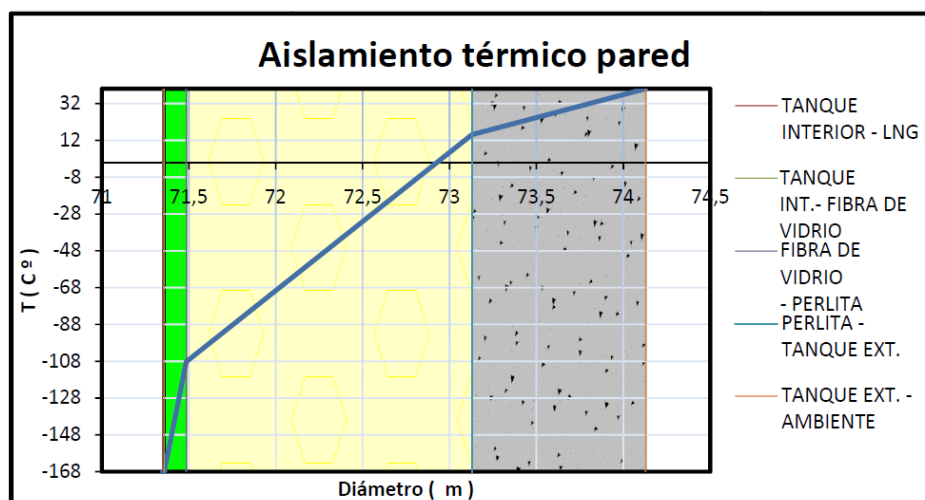 Aislamiento térmico pared
32
12
-8
-28
-48
-68
-88
-108
-128
-148
-168
T ( C º )
71
71,5
72
72,5
73
73,5
74
74,5
Diámetro ( m )
TANQUE
INTERIOR - LNG
TANQUE
INT.- FIBRA DE
VIDRIO
FIBRA DE
VIDRIO
- PERLITA
PERLITA -
TANQUE EXT.
TANQUE EXT. -
AMBIENTE